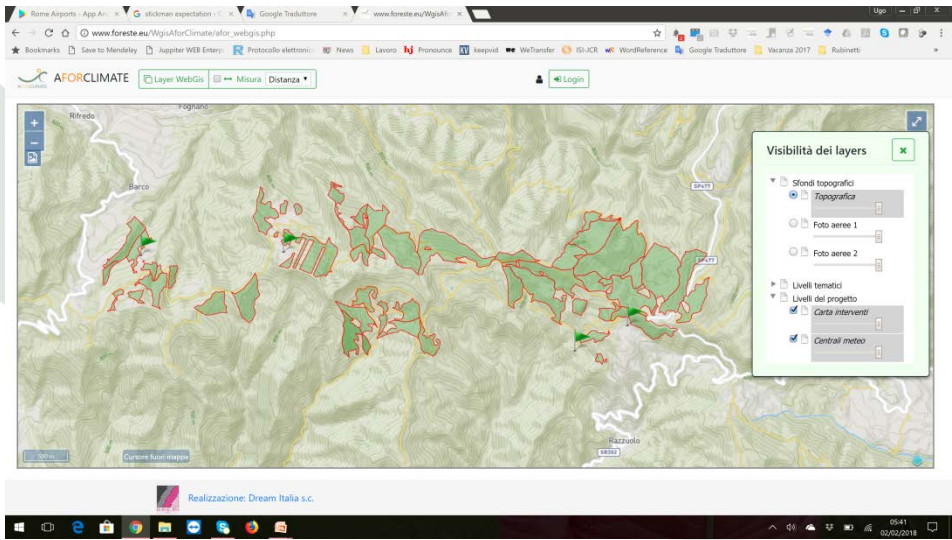 Rome Airports - App An
stickman expectation - C
Google Traduttore
www.foreste.eu/WgisAfo
Ugo
www.foreste.eu/WgisAforClimate/afor_webgis.php
Bookmarks Save to Mendeley Juppiter WEB Enterp Protocollo elettronic News Lavoro Pronounce keepvid WeTransfer ISI-JCR WordReference Google Traduttore Vacanza 2017 Rubinetti
AFORCLIMATE Layer WebGis Misura Distanza Login
Rifredo
Fognano
Barco
SP477
SP477
Razzuolo
SR302
500 m
Cursore fuori mappa
Visibilità dei layers
Sfondi topografici
Topografica
Foto aeree 1
Foto aeree 2
Livelli tematici
Livelli del progetto
Carta interventi
Centrali meteo
Realizzazione: Dream Italia s.c.
05:41
02/02/2018